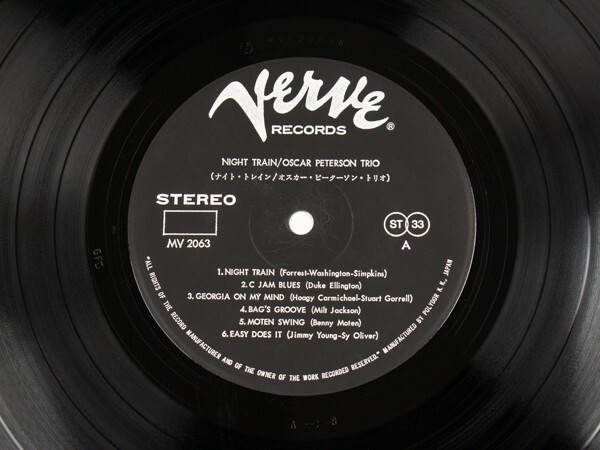 Verve
RECORDS ®
NIGHT TRAIN/OSCAR PETERSON TRIO
(ナイト・トレイン/オスカー・ピーターソン・トリオ)
STEREO
MV 2063
ST 33
A
1. NIGHT TRAIN (Forrest-Washington-Simpkins)
2. C JAM BLUES (Duke Ellington)
3. GEORGIA ON MY MIND (Hoagy Carmichael-Stuart Gorrell)
4. BAG'S GROOVE (Milt Jackson)
5. MOTEN SWING (Benny Moten)
6. EASY DOES IT (Jimmy Young-Sy Oliver)
"ALL RIGHTS OF THE RECORD MANUFACTURER AND OF THE OWNER OF THE WORK RECORDED RESERVED." MANUFACTURED BY POLYDOR K.K., JAPAN